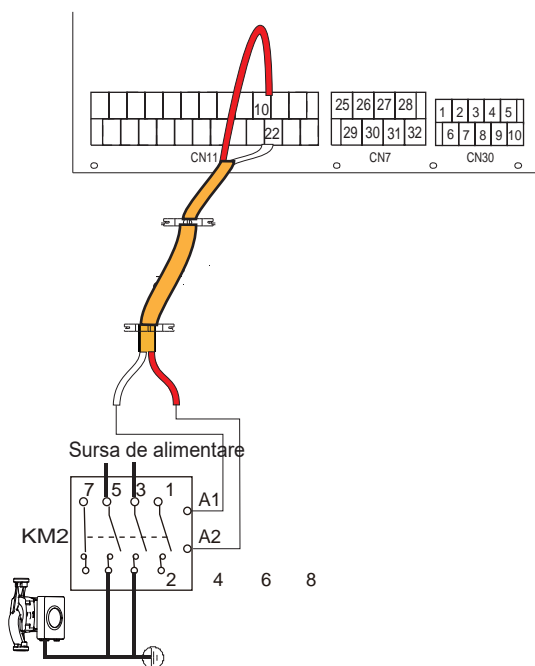 10 25 26 27 28 1 2 3 4 5
22 29 30 31 32 6 7 8 9 10
CN11 CN7 CN30
Sursa de alimentare
7 5 3 1 A1
KM2 A2
2 4 6 8